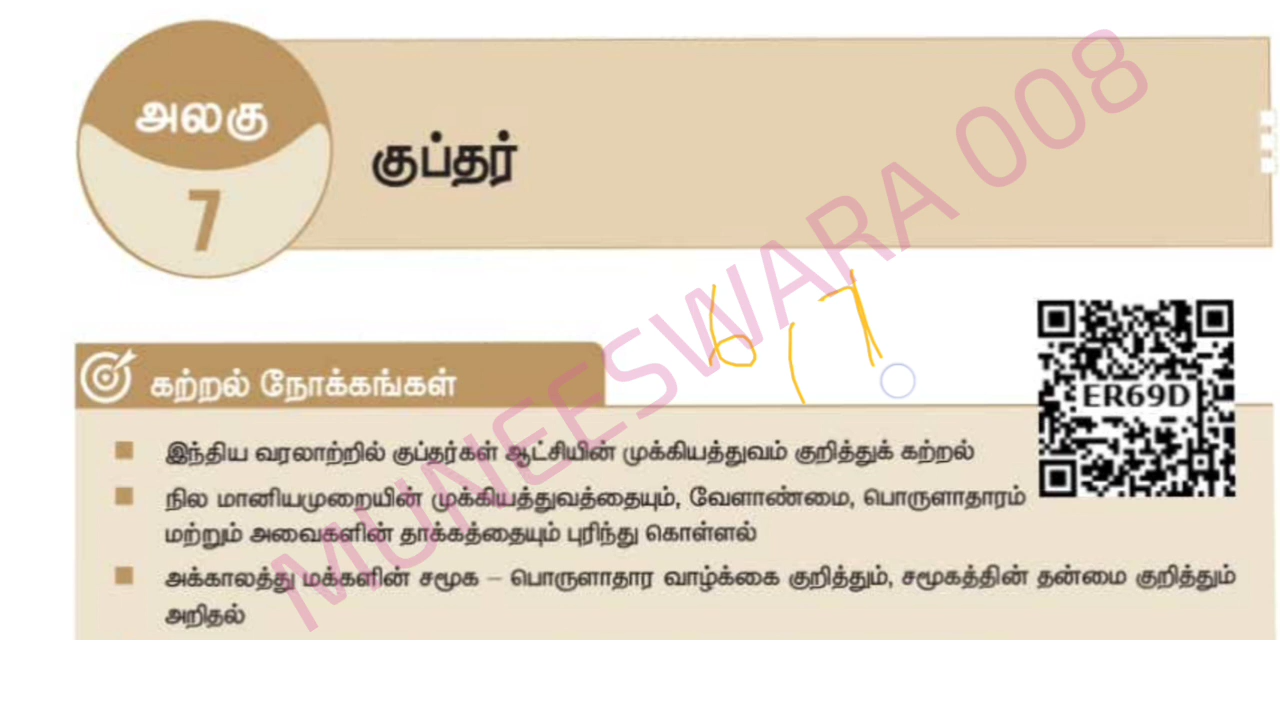 அலகு
7
குப்தர்
MUNEESWARA 008
ER69D
கற்றல் நோக்கங்கள்
இந்திய வரலாற்றில் குப்தர்கள் ஆட்சியின் முக்கியத்துவம் குறித்துக் கற்றல்
நில மானியமுறையின் முக்கியத்துவத்தையும், வேளாண்மை, பொருளாதாரம்
மற்றும் அவைகளின் தாக்கத்தையும் புரிந்து கொள்ளல்
அக்காலத்து மக்களின் சமூக – பொருளாதார வாழ்க்கை குறித்தும், சமூகத்தின் தன்மை குறித்தும்
அறிதல்